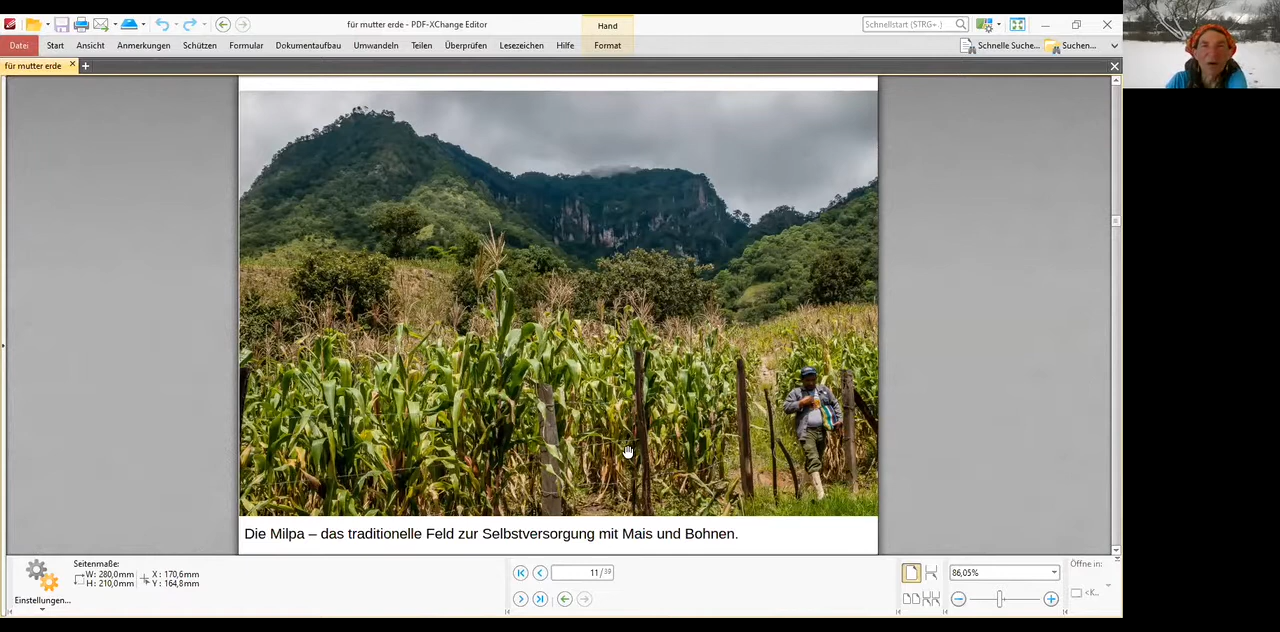 für mutter erde - PDF-XChange Editor
Hand
Schnellstart (STRG+.)
Datei Start Ansicht Anmerkungen Schützen Formular Dokumentaufbau Umwandeln Teilen Überprüfen Lesezeichen Hilfe Format Schnelle Suche... Suchen...
für mutter erde
Die Milpa – das traditionelle Feld zur Selbstversorgung mit Mais und Bohnen.
Seitenmaße:
W: 280,0mm X: 170,6mm
H: 210,0mm Y: 164,8mm
Einstellungen...
11 / 39
86,05%
Öffne in:
<K..